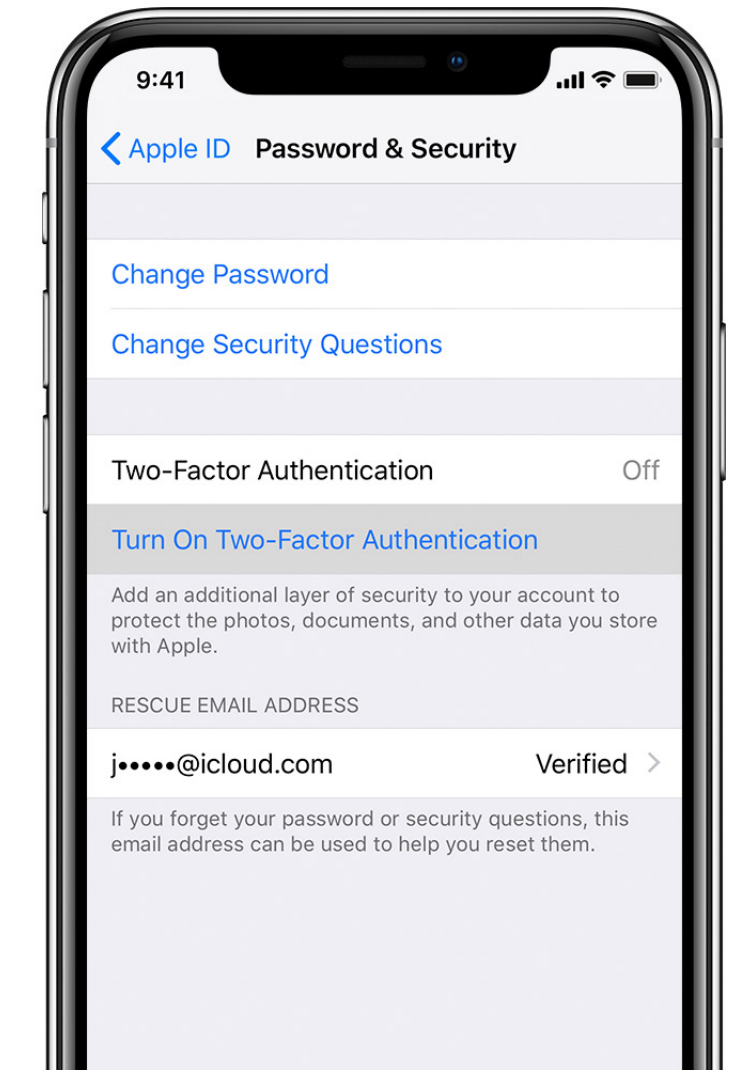 9:41
Apple ID Password & Security
Change Password
Change Security Questions
Two-Factor Authentication Off
Turn On Two-Factor Authentication
Add an additional layer of security to your account to
protect the photos, documents, and other data you store
with Apple.
RESCUE EMAIL ADDRESS
j•••••@icloud.com Verified
If you forget your password or security questions, this
email address can be used to help you reset them.